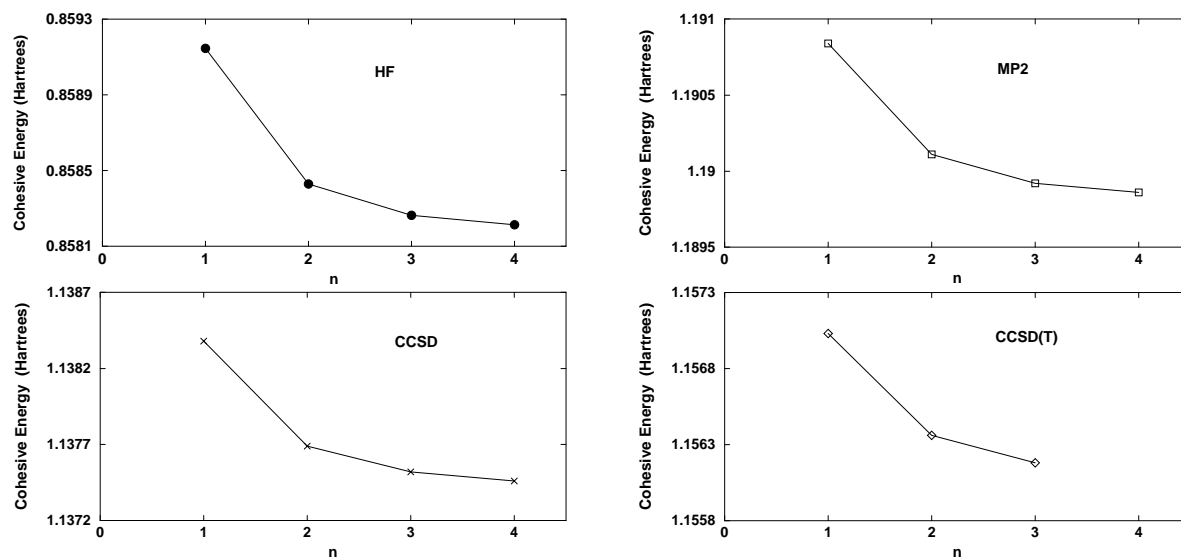 Cohesive Energy (Hartrees)
0.8593
0.8589
0.8585
0.8581
HF
0 1 2 3 4
n
Cohesive Energy (Hartrees)
1.191
1.1905
1.19
1.1895
MP2
0 1 2 3 4
n
Cohesive Energy (Hartrees)
1.1387
1.1382
1.1377
1.1372
CCSD
0 1 2 3 4
n
Cohesive Energy (Hartrees)
1.1573
1.1568
1.1563
1.1558
CCSD(T)
0 1 2 3 4
n